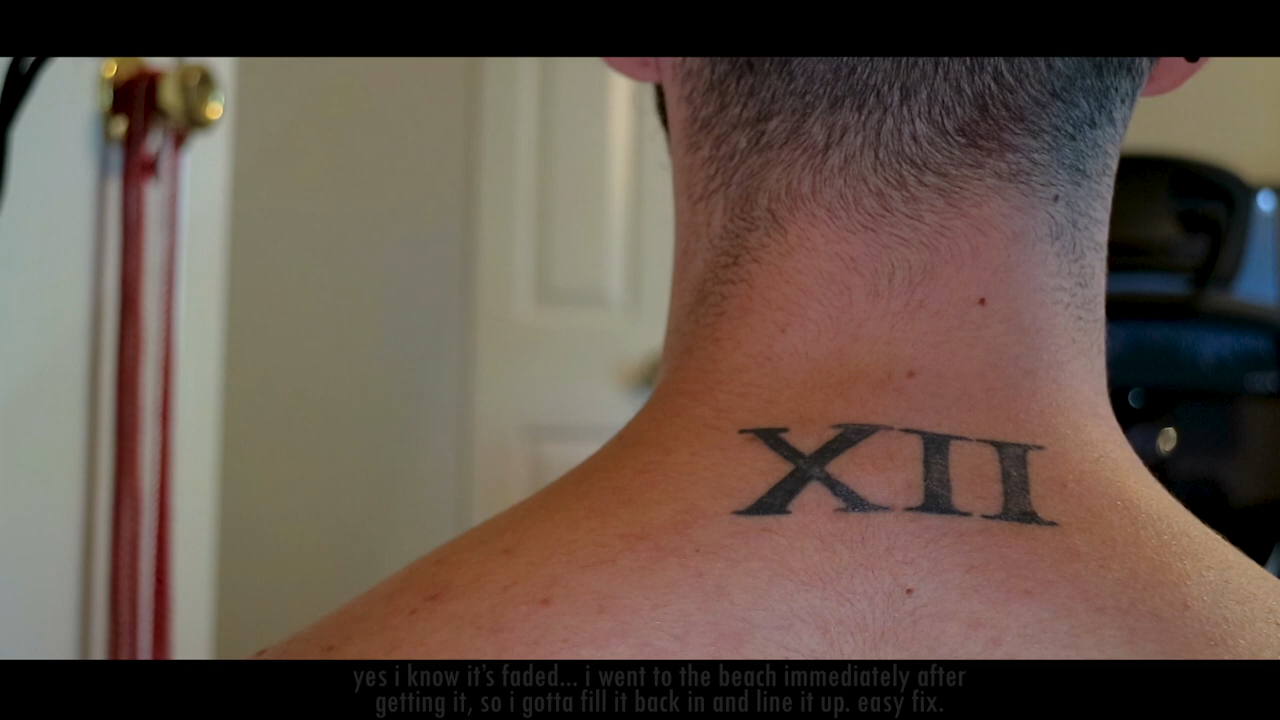 XII
yes i know it's faded... i went to the beach immediately after
getting it, so i gotta fill it back in and line it up. easy fix.